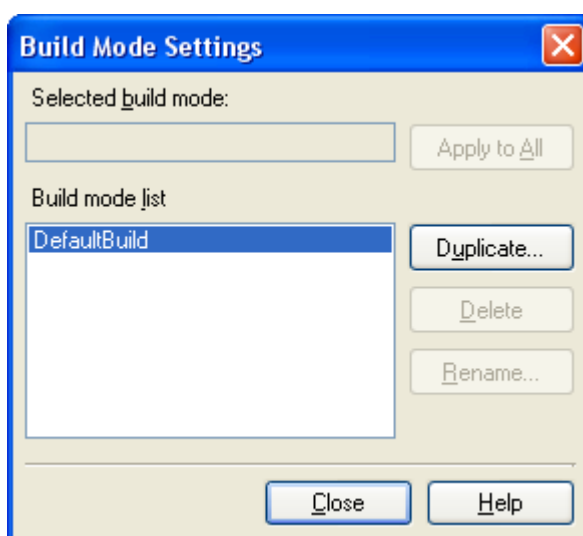 Build Mode Settings
Selected build mode:
Apply to All
Build mode list
DefaultBuild
Duplicate...
Delete
Rename...
Close
Help